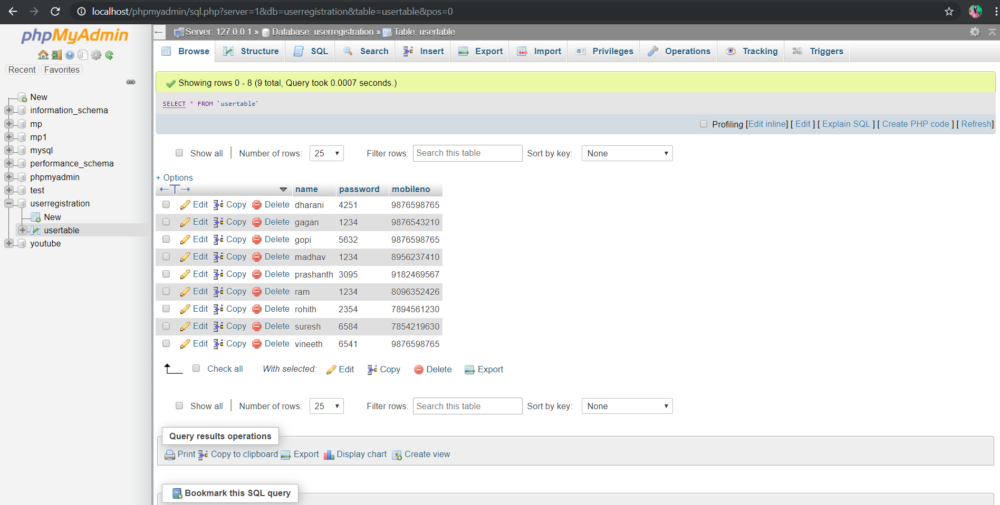 localhost/phpmyadmin/sql.php?server=1&db=userregistration&table=usertable&pos=0
phpMyAdmin
Recent Favorites
New
information_schema
mp
mp1
mysql
performance_schema
phpmyadmin
test
userregistration
New
usertable
youtube
Server: 127.0.0.1 » Database: userregistration » Table: usertable
Browse Structure SQL Search Insert Export Import Privileges Operations Tracking Triggers
Showing rows 0 - 8 (9 total, Query took 0.0007 seconds.)
SELECT * FROM `usertable`
Profiling [Edit inline] [ Edit ] [ Explain SQL ] [ Create PHP code ] [ Refresh]
Show all Number of rows: 25 Filter rows: Search this table Sort by key: None
+ Options
←T→ name password mobileno
Edit Copy Delete dharani 4251 9876598765
Edit Copy Delete gagan 1234 9876543210
Edit Copy Delete gopi 5632 9876598765
Edit Copy Delete madhav 1234 8956237410
Edit Copy Delete prashanth 3095 9182469567
Edit Copy Delete ram 1234 8096352426
Edit Copy Delete rohith 2354 7894561230
Edit Copy Delete suresh 6584 7854219630
Edit Copy Delete vineeth 6541 9876598765
Check all With selected: Edit Copy Delete Export
Show all Number of rows: 25 Filter rows: Search this table Sort by key: None
Query results operations
Print Copy to clipboard Export Display chart Create view
Bookmark this SQL query